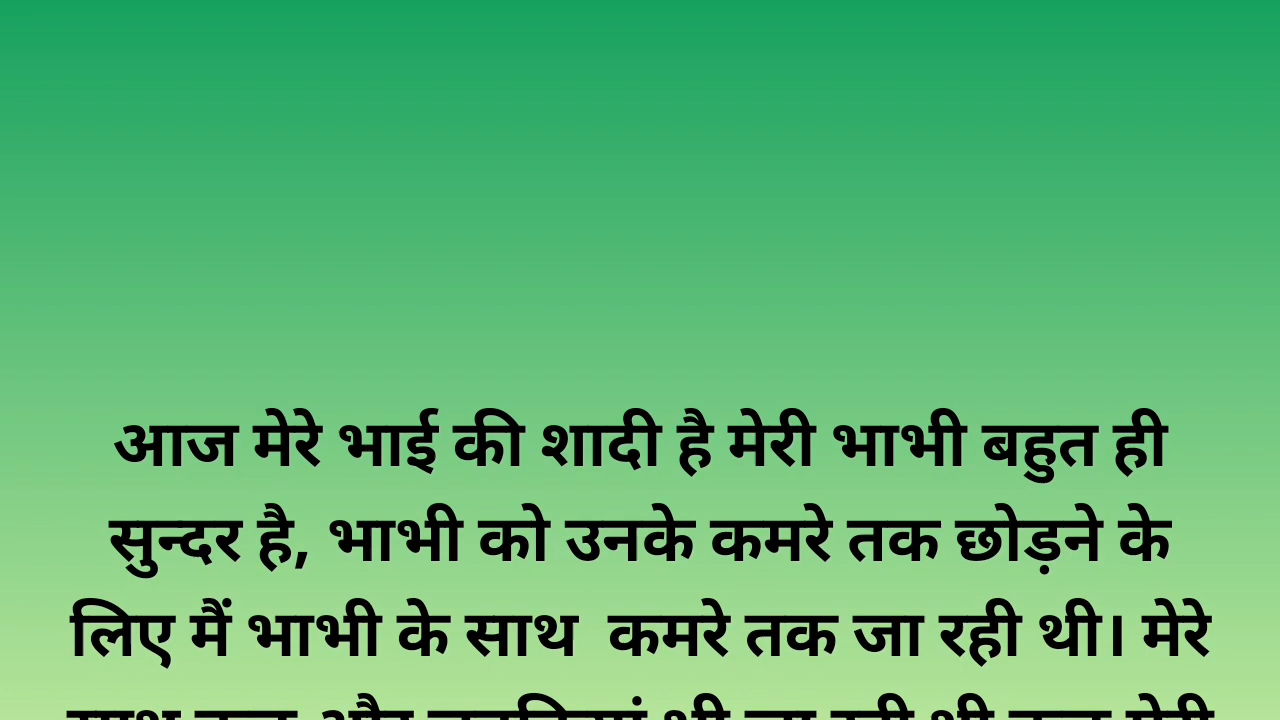 आज मेरे भाई की शादी है मेरी भाभी बहुत ही
सुन्दर है, भाभी को उनके कमरे तक छोड़ने के
लिए मैं भाभी के साथ  कमरे तक जा रही थी। मेरे